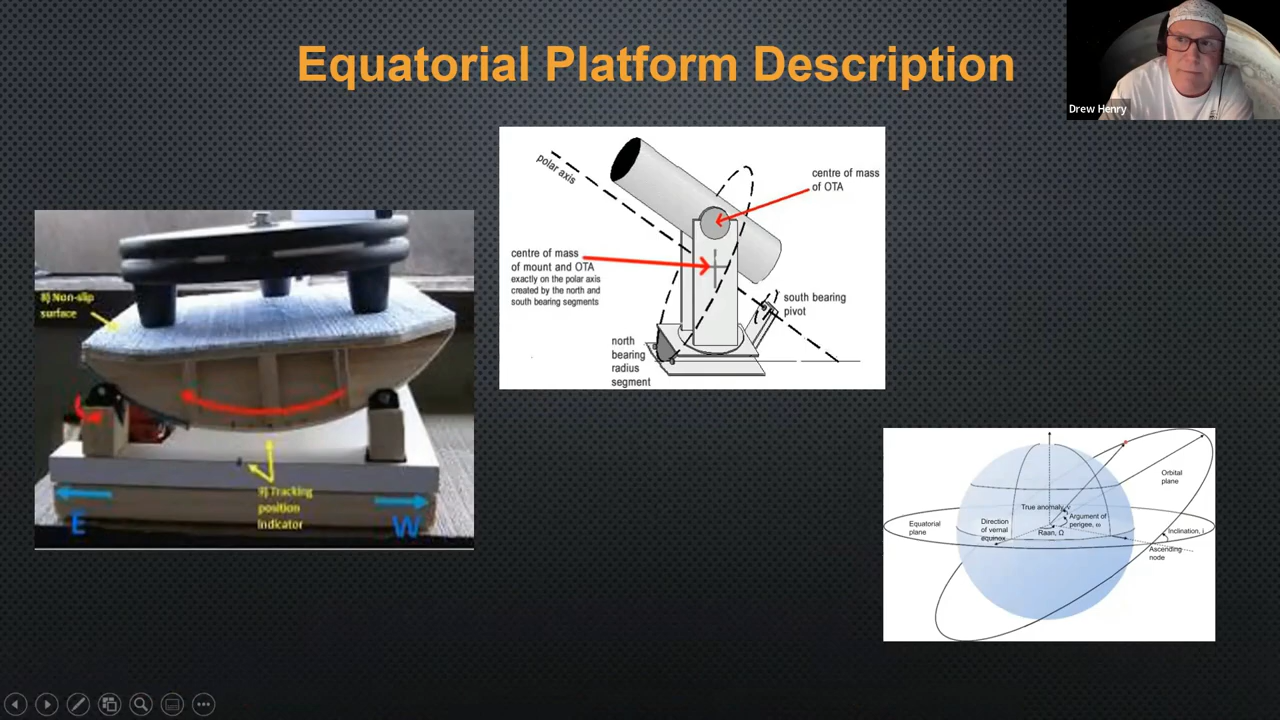 Equatorial Platform Description
Drew Henry
polar axis
centre of mass
of OTA
centre of mass
of mount and OTA
exactly on the polar axis
created by the north and
south bearing segments
south bearing
pivot
north
bearing
radius
segment
8) Non-slip
surface
9) Tracking
position
indicator
E
W
Orbital
plane
True anomaly, ν
Argument of
perigee, ω
Direction
of vernal
equinox
Raan, Ω
Equatorial
plane
Inclination, i
Ascending
node